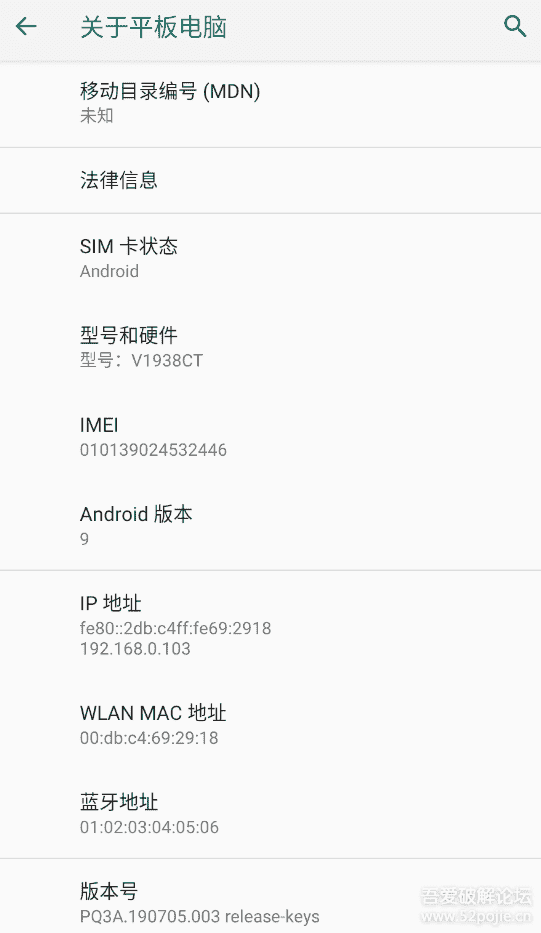 关于平板电脑
移动目录编号 (MDN)
未知
法律信息
SIM 卡状态
Android
型号和硬件
型号：V1938CT
IMEI
010139024532446
Android 版本
9
IP 地址
fe80::2db:c4ff:fe69:2918
192.168.0.103
WLAN MAC 地址
00:db:c4:69:29:18
蓝牙地址
01:02:03:04:05:06
版本号
PQ3A.190705.003 release-keys
吾爱破解论坛
www.52pojie.cn